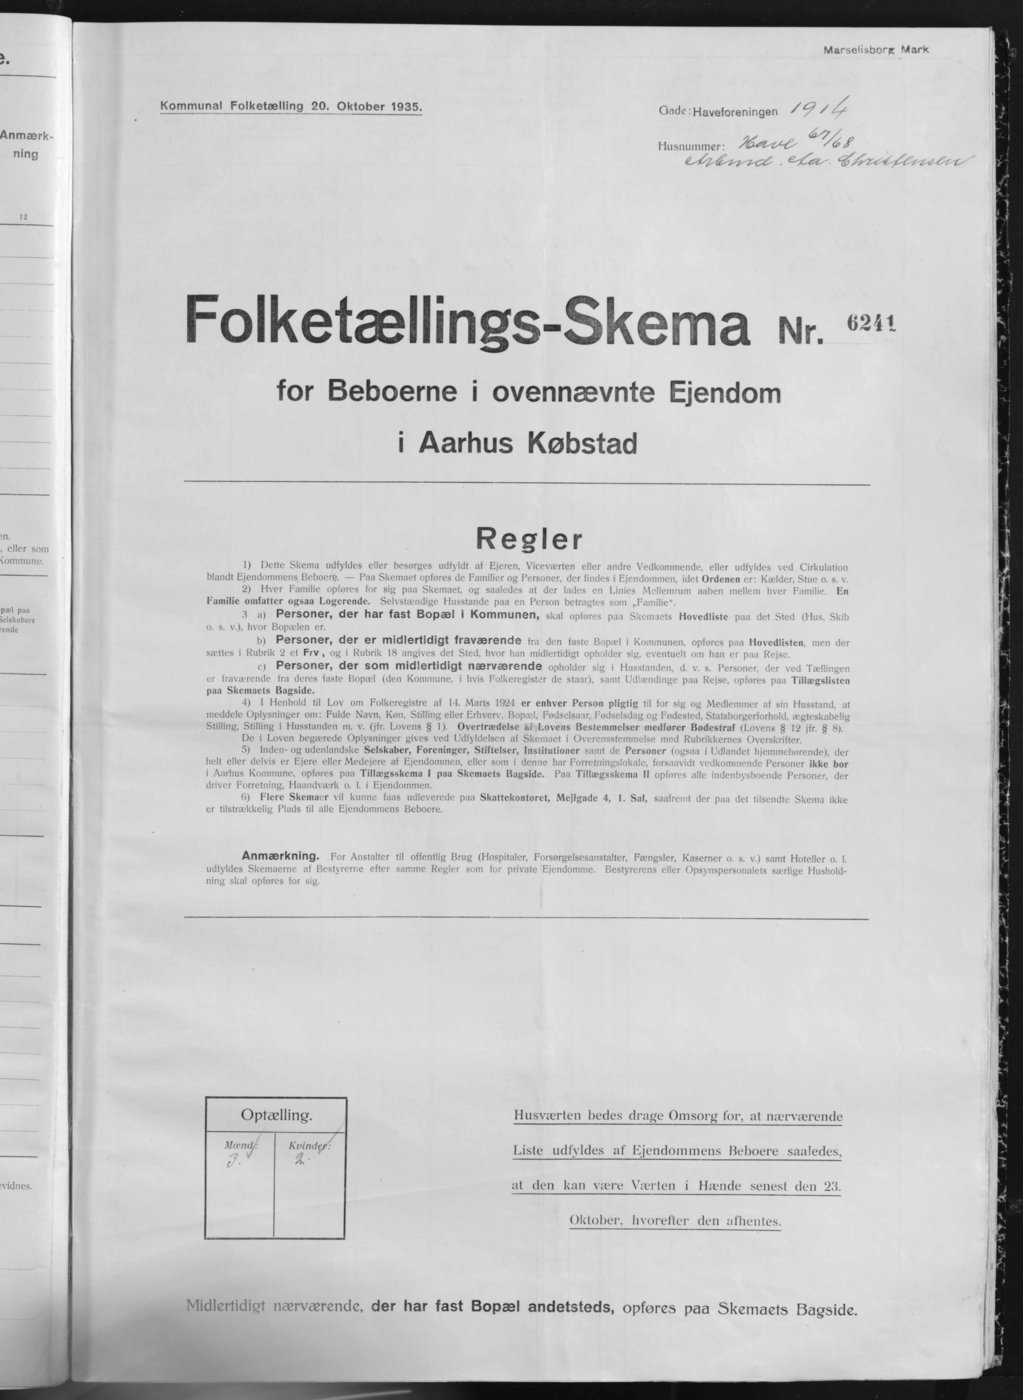 e.
Anmærk-
ning
12
en.
, eller som
Kommune.
pæl paa
Selskabers
rende
vidnes.
Marselisborg Mark
Kommunal Folketælling 20. Oktober 1935.
Gade: Haveforeningen 1914
Husnummer: Have 67/68
Arbmd. Aa. Christensen
Folketællings-Skema Nr. 6241
for Beboerne i ovennævnte Ejendom
i Aarhus Købstad
Regler
1) Dette Skema udfyldes eller besørges udfyldt af Ejeren, Viceværten eller andre Vedkommende, eller udfyldes ved Cirkulation
blandt Ejendommens Beboere. — Paa Skemaet opføres de Familier og Personer, der findes i Ejendommen, idet Ordenen er: Kælder, Stue o. s. v.
2) Hver Familie opføres for sig paa Skemaet, og saaledes at der lades en Linies Mellemrum aaben mellem hver Familie. En
Familie omfatter ogsaa Logerende. Selvstændige Husstande paa en Person betragtes som „Familie“.
3 a) Personer, der har fast Bopæl i Kommunen, skal opføres paa Skemaets Hovedliste paa det Sted (Hus. Skib
o. s. v.), hvor Bopælen er.
b) Personer, der er midlertidigt fraværende fra den faste Bopæl i Kommunen, opføres paa Hovedlisten, men der
sættes i Rubrik 2 et Frv , og i Rubrik 18 angives det Sted, hvor han midlertidigt opholder sig, eventuelt om han er paa Rejse.
c) Personer, der som midlertidigt nærværende opholder sig i Husstanden, d. v. s. Personer, der ved Tællingen
er fraværende fra deres faste Bopæl (den Kommune, i hvis Folkeregister de staar), samt Udlændinge paa Rejse, opføres paa Tillægslisten
paa Skemaets Bagside.
4) I Henhold til Lov om Folkeregistre af 14. Marts 1924 er enhver Person pligtig til for sig og Medlemmer af sin Husstand, at
meddele Oplysninger om: Fulde Navn, Køn, Stilling eller Erhverv, Bopæl, Fødselsaar, Fødselsdag og Fødested, Statsborgerforhold, ægteskabelig
Stilling, Stilling i Husstanden m. v. (jfr. Lovens § 1). Overtrædelse af Lovens Bestemmelser medfører Bødestraf (Lovens § 12 jfr. § 8).
De i Loven begærede Oplysninger gives ved Udfyldelsen af Skemaet i Overensstemmelse med Rubrikkernes Overskrifter.
5) Inden- og udenlandske Selskaber, Foreninger, Stiftelser, Institutioner samt de Personer (ogsaa i Udlandet hjemmehørende), der
helt eller delvis er Ejere eller Medejere af Ejendommen, eller som i denne har Forretningslokale, forsaavidt vedkommende Personer ikke bor
i Aarhus Kommune, opføres paa Tillægsskema I paa Skemaets Bagside. Paa Tillægsskema II opføres alle indenbysboende Personer, der
driver Forretning, Haandværk o. l. i Ejendommen.
6) Flere Skemaer vil kunne faas udleverede paa Skattekontoret, Mejlgade 4, 1. Sal, saafremt der paa det tilsendte Skema ikke
er tilstrækkelig Plads til alle Ejendommens Beboere.
Anmærkning. For Anstalter til offentlig Brug (Hospitaler, Forsørgelsesanstalter, Fængsler, Kaserner o. s. v.) samt Hoteller o. l.
udfyldes Skemaerne af Bestyrerne efter samme Regler som for private Ejendomme. Bestyrerens eller Opsynspersonalets særlige Hushold-
ning skal opføres for sig.
Optælling.
Mænd: Kvinder:
3. 2.
Husværten bedes drage Omsorg for, at nærværende
Liste udfyldes af Ejendommens Beboere saaledes,
at den kan være Værten i Hænde senest den 23.
Oktober, hvorefter den afhentes.
Midlertidigt nærværende, der har fast Bopæl andetsteds, opføres paa Skemaets Bagside.